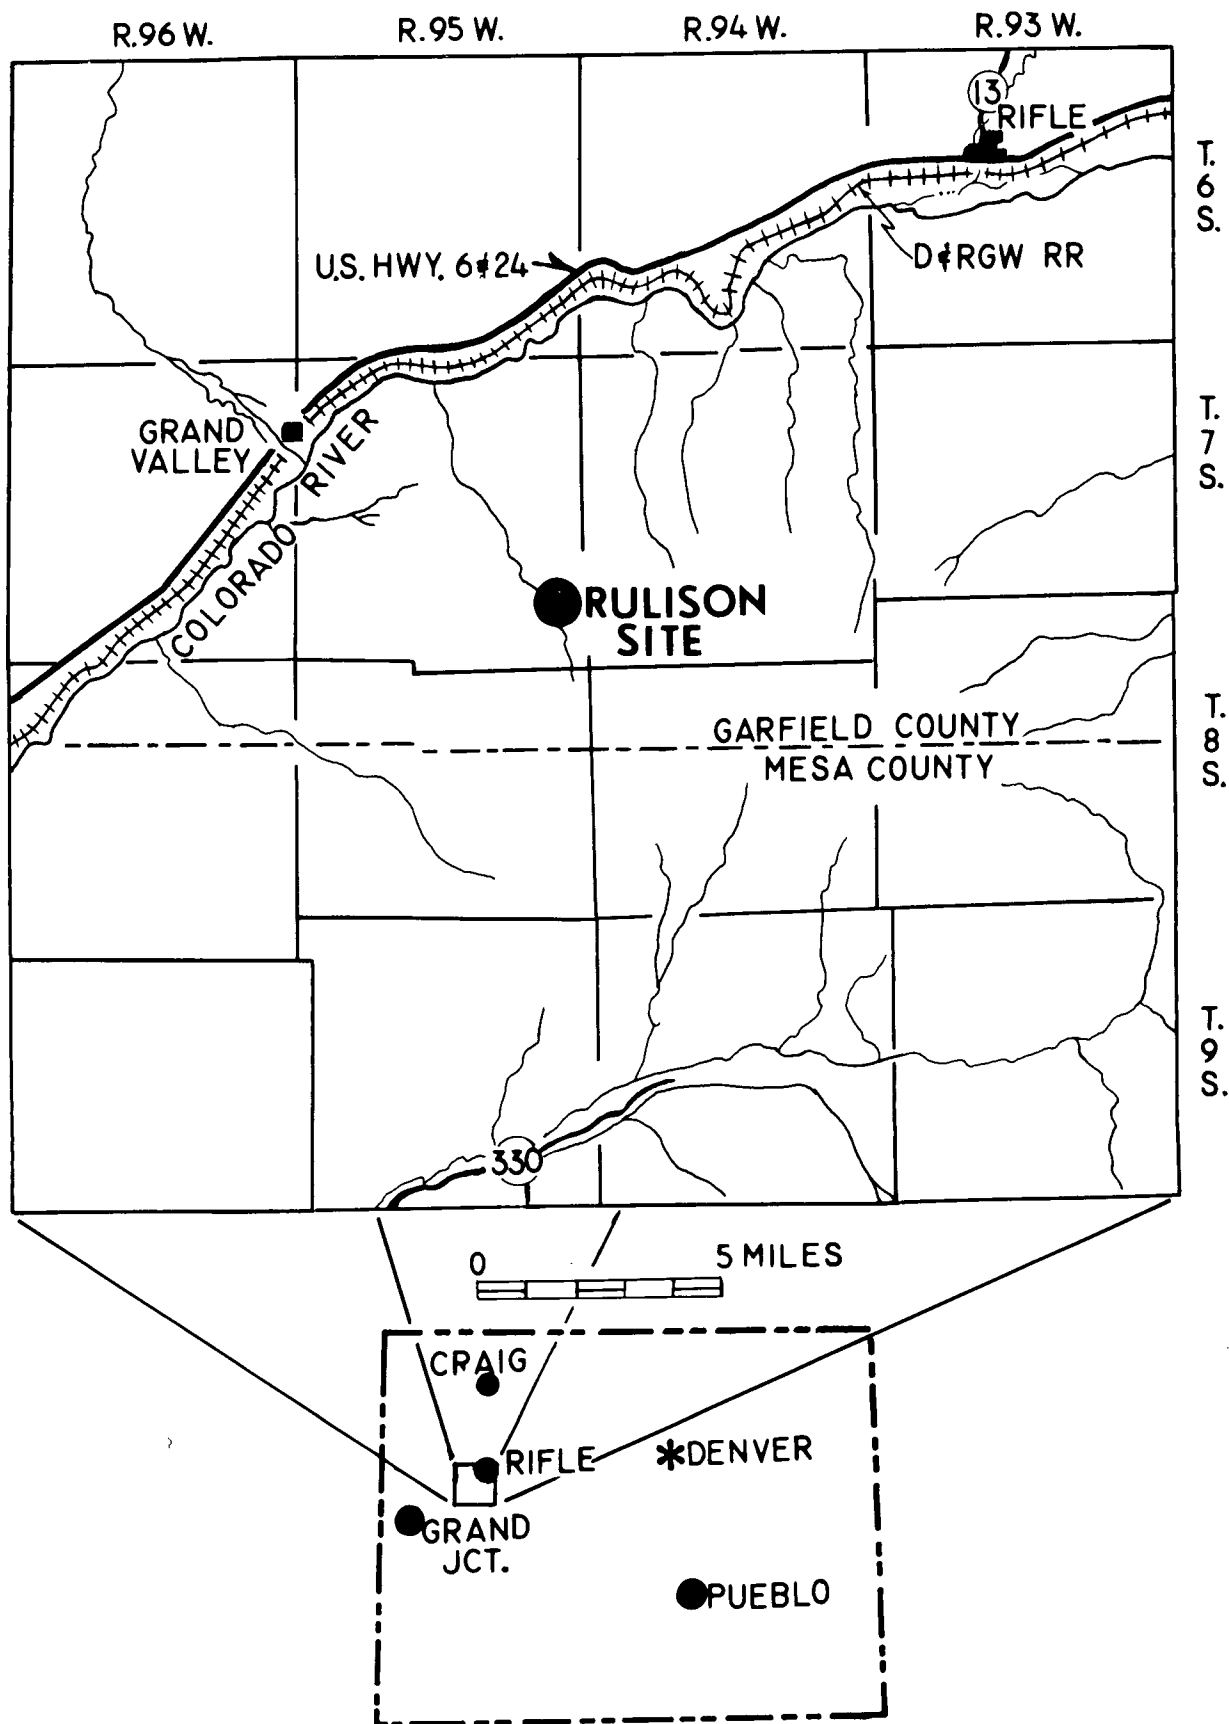 R.96 W.
R.95 W.
R.94 W.
R.93 W.
13
RIFLE
T.
6
S.
U.S. HWY. 6&24
D&RGW RR
GRAND
VALLEY
COLORADO RIVER
T.
7
S.
RULISON
SITE
GARFIELD COUNTY
MESA COUNTY
T.
8
S.
T.
9
S.
330
0
5 MILES
CRAIG
RIFLE
DENVER
GRAND
JCT.
PUEBLO